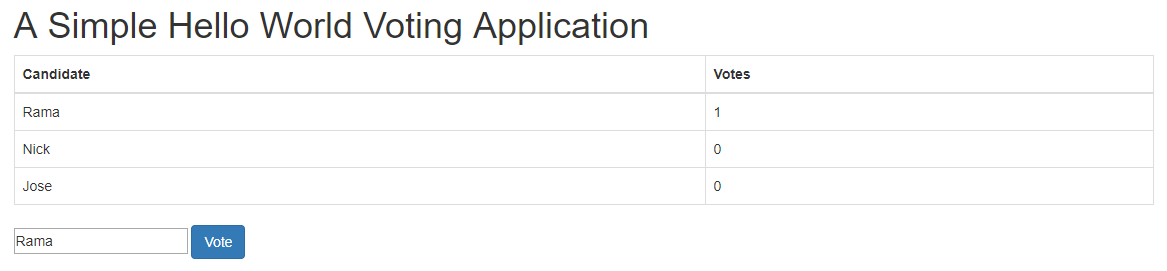 A Simple Hello World Voting Application
Candidate Votes
Rama 1
Nick 0
Jose 0
Rama Vote